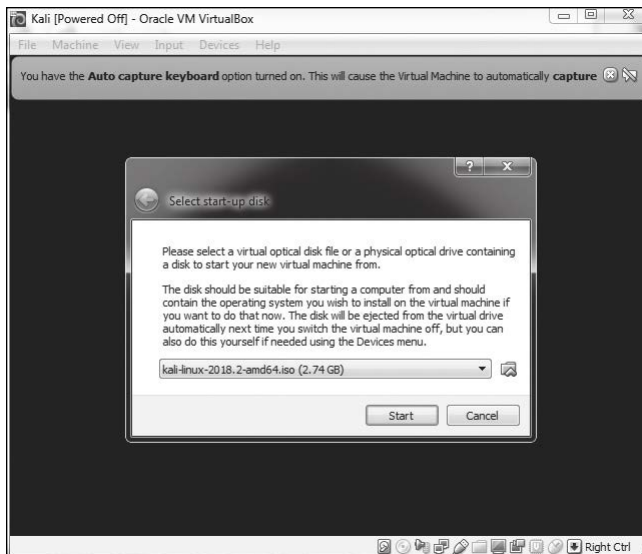 Kali [Powered Off] - Oracle VM VirtualBox
File Machine View Input Devices Help
You have the Auto capture keyboard option turned on. This will cause the Virtual Machine to automatically capture
Select start-up disk
Please select a virtual optical disk file or a physical optical drive containing
a disk to start your new virtual machine from.
The disk should be suitable for starting a computer from and should
contain the operating system you wish to install on the virtual machine if
you want to do that now. The disk will be ejected from the virtual drive
automatically next time you switch the virtual machine off, but you can
also do this yourself if needed using the Devices menu.
kali-linux-2018.2-amd64.iso (2.74 GB)
Start Cancel
Right Ctrl